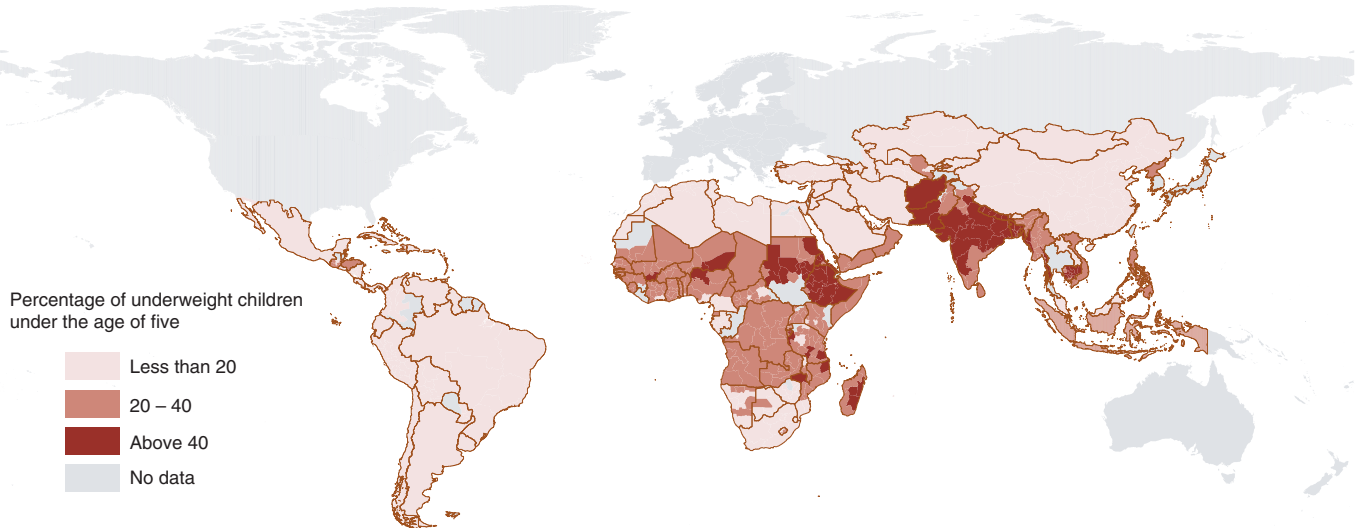 Percentage of underweight children
under the age of five
Less than 20
20 – 40
Above 40
No data